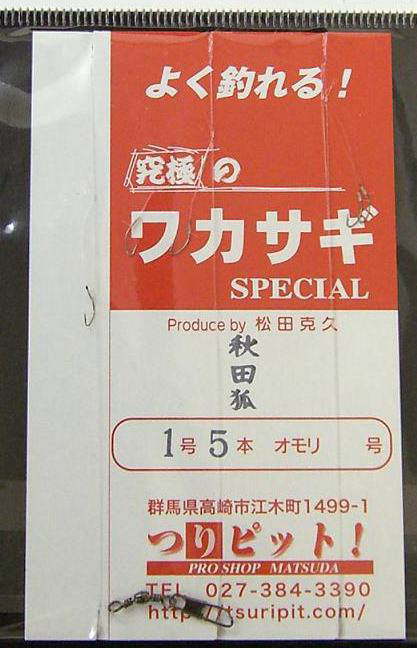 よく釣れる！
究極の
ワカサギ
SPECIAL
Produce by 松田克久
秋田狐
1号5本 オモリ 号
群馬県高崎市江木町1499-1
つりピット！
PRO SHOP MATSUDA
TEL 027-384-3390
http://tsuripit.com/